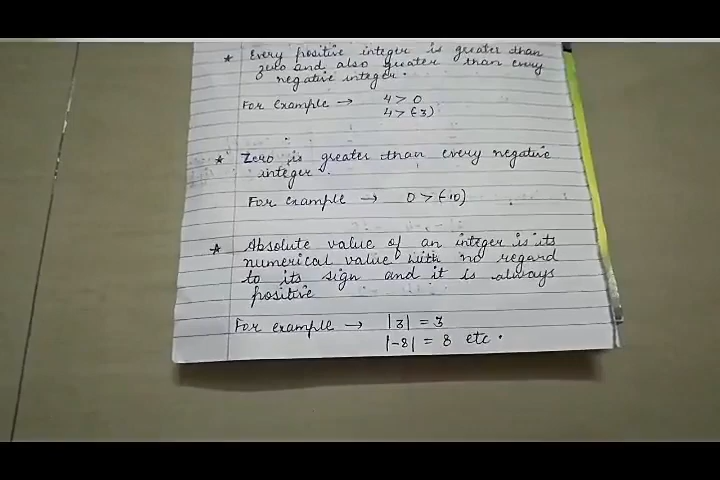 * Every positive integer is greater than
zero and also greater than every
negative integer.
For example → 4 > 0
4 > (-3)
* Zero is greater than every negative
integer.
For example → 0 > (-10)
* Absolute value of an integer is its
numerical value with no regard
to its sign and it is always
positive
For example → |3| = 3
|-8| = 8 etc.